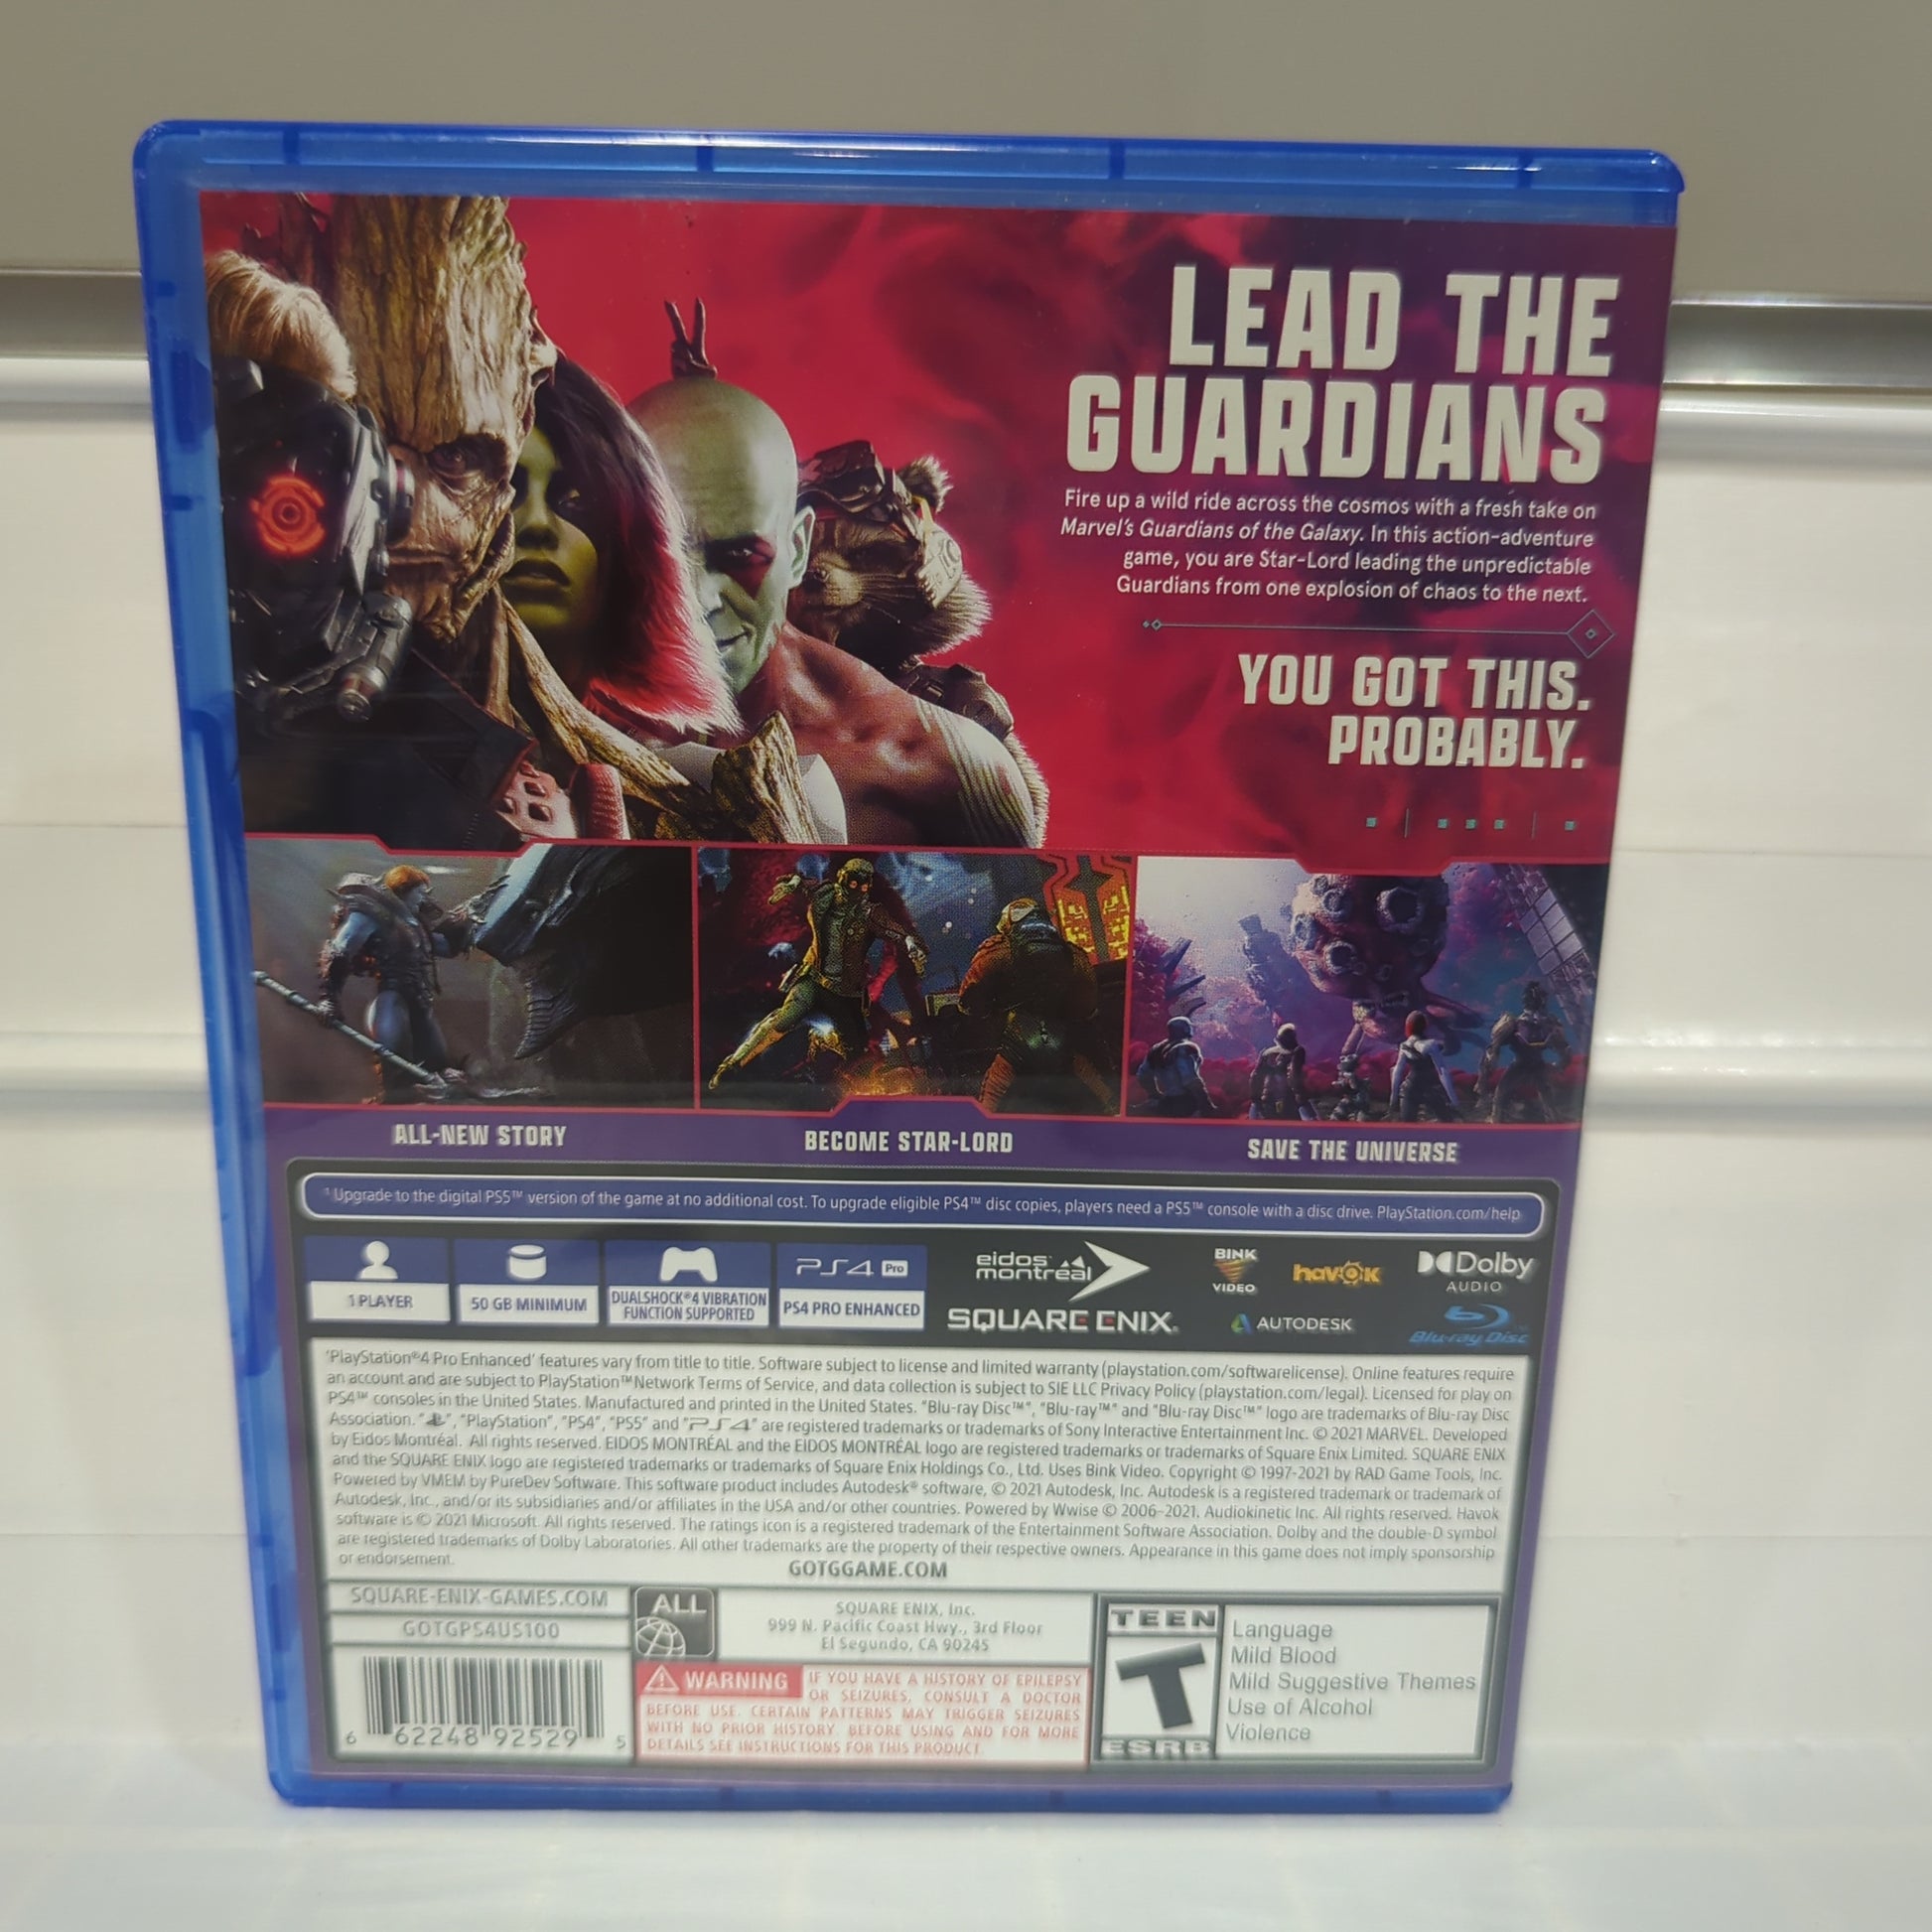 LEAD THE
GUARDIANS
Fire up a wild ride across the cosmos with a fresh take on
Marvel's Guardians of the Galaxy. In this action-adventure
game, you are Star-Lord leading the unpredictable
Guardians from one explosion of chaos to the next.
YOU GOT THIS.
PROBABLY.
ALL-NEW STORY
BECOME STAR-LORD
SAVE THE UNIVERSE
¹ Upgrade to the digital PS5™ version of the game at no additional cost. To upgrade eligible PS4™ disc copies, players need a PS5™ console with a disc drive. PlayStation.com/help
1 PLAYER
50 GB MINIMUM
DUALSHOCK®4 VIBRATION
FUNCTION SUPPORTED
PS4 Pro
PS4 PRO ENHANCED
eidos
montréal
SQUARE ENIX.
BINK
VIDEO
havok
Dolby
AUDIO
AUTODESK
Blu-ray Disc
'PlayStation®4 Pro Enhanced' features vary from title to title. Software subject to license and limited warranty (playstation.com/softwarelicense). Online features require
an account and are subject to PlayStation™Network Terms of Service, and data collection is subject to SIE LLC Privacy Policy (playstation.com/legal). Licensed for play on
PS4™ consoles in the United States. Manufactured and printed in the United States. "Blu-ray Disc™", "Blu-ray™" and "Blu-ray Disc™" logo are trademarks of Blu-ray Disc
Association. "", "PlayStation", "PS4", "PS5" and "PS4" are registered trademarks or trademarks of Sony Interactive Entertainment Inc. © 2021 MARVEL. Developed
by Eidos Montréal. All rights reserved. EIDOS MONTRÉAL and the EIDOS MONTRÉAL logo are registered trademarks or trademarks of Square Enix Limited. SQUARE ENIX
and the SQUARE ENIX logo are registered trademarks or trademarks of Square Enix Holdings Co., Ltd. Uses Bink Video. Copyright © 1997-2021 by RAD Game Tools, Inc.
Powered by VMEM by PureDev Software. This software product includes Autodesk® software, © 2021 Autodesk, Inc. Autodesk is a registered trademark or trademark of
Autodesk, Inc., and/or its subsidiaries and/or affiliates in the USA and/or other countries. Powered by Wwise © 2006-2021, Audiokinetic Inc. All rights reserved. Havok
software is © 2021 Microsoft. All rights reserved. The ratings icon is a registered trademark of the Entertainment Software Association. Dolby and the double-D symbol
are registered trademarks of Dolby Laboratories. All other trademarks are the property of their respective owners. Appearance in this game does not imply sponsorship
or endorsement.
GOTGGAME.COM
SQUARE-ENIX-GAMES.COM
GOTGPS4US100
6 62248 92529 5
ALL
SQUARE ENIX, Inc.
999 N. Pacific Coast Hwy., 3rd Floor
El Segundo, CA 90245
WARNING IF YOU HAVE A HISTORY OF EPILEPSY
OR SEIZURES, CONSULT A DOCTOR
BEFORE USE. CERTAIN PATTERNS MAY TRIGGER SEIZURES
WITH NO PRIOR HISTORY. BEFORE USING AND FOR MORE
DETAILS SEE INSTRUCTIONS FOR THIS PRODUCT
TEEN
T
ESRB
Language
Mild Blood
Mild Suggestive Themes
Use of Alcohol
Violence